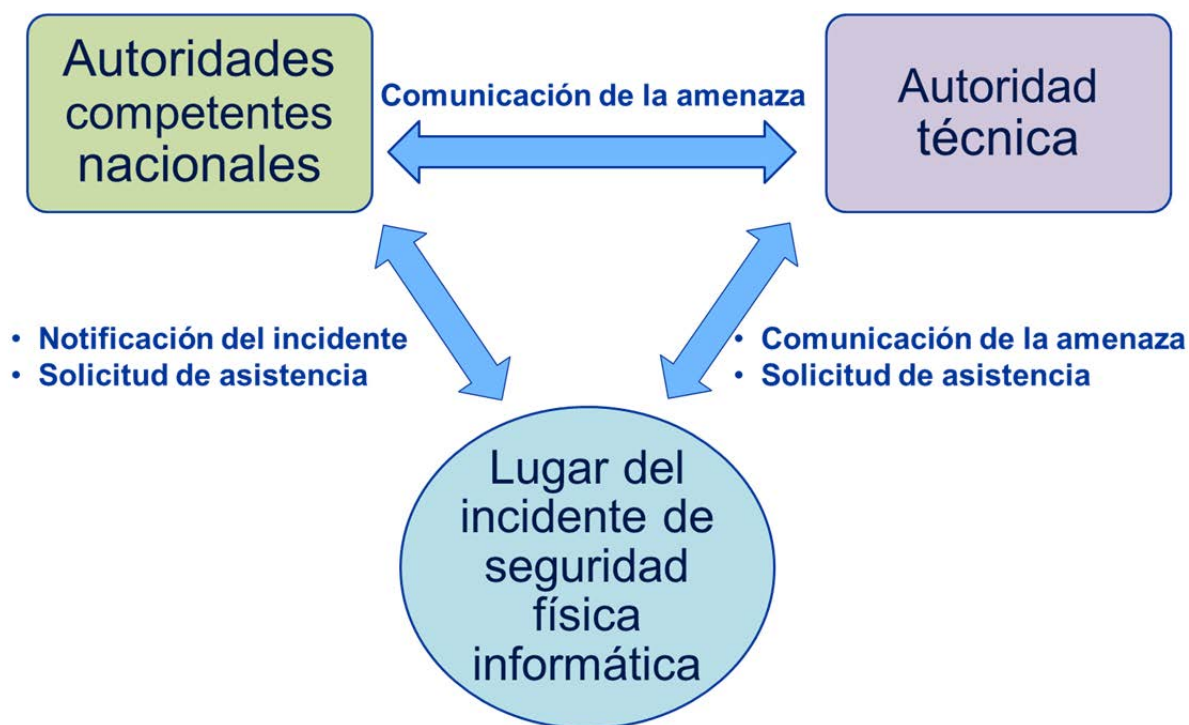 Autoridades
competentes
nacionales
Comunicación de la amenaza
Autoridad
técnica
• Notificación del incidente
• Solicitud de asistencia
• Comunicación de la amenaza
• Solicitud de asistencia
Lugar del
incidente de
seguridad
física
informática